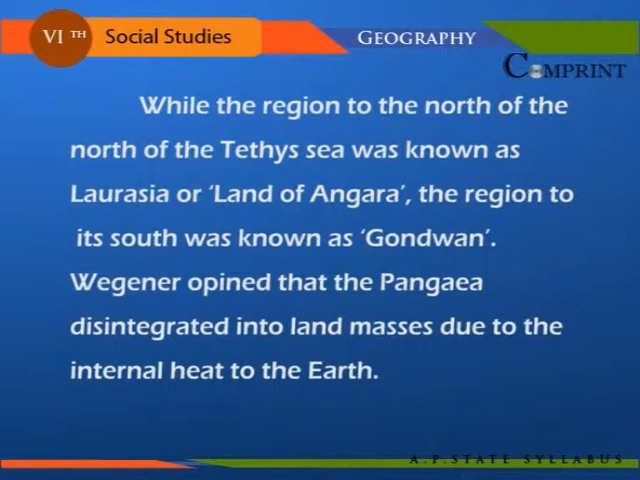 VI TH Social Studies
GEOGRAPHY
COMPRINT
While the region to the north of the
north of the Tethys sea was known as
Laurasia or ‘Land of Angara’, the region to
its south was known as ‘Gondwan’.
Wegener opined that the Pangaea
disintegrated into land masses due to the
internal heat to the Earth.
A.P.STATE SYLLABUS